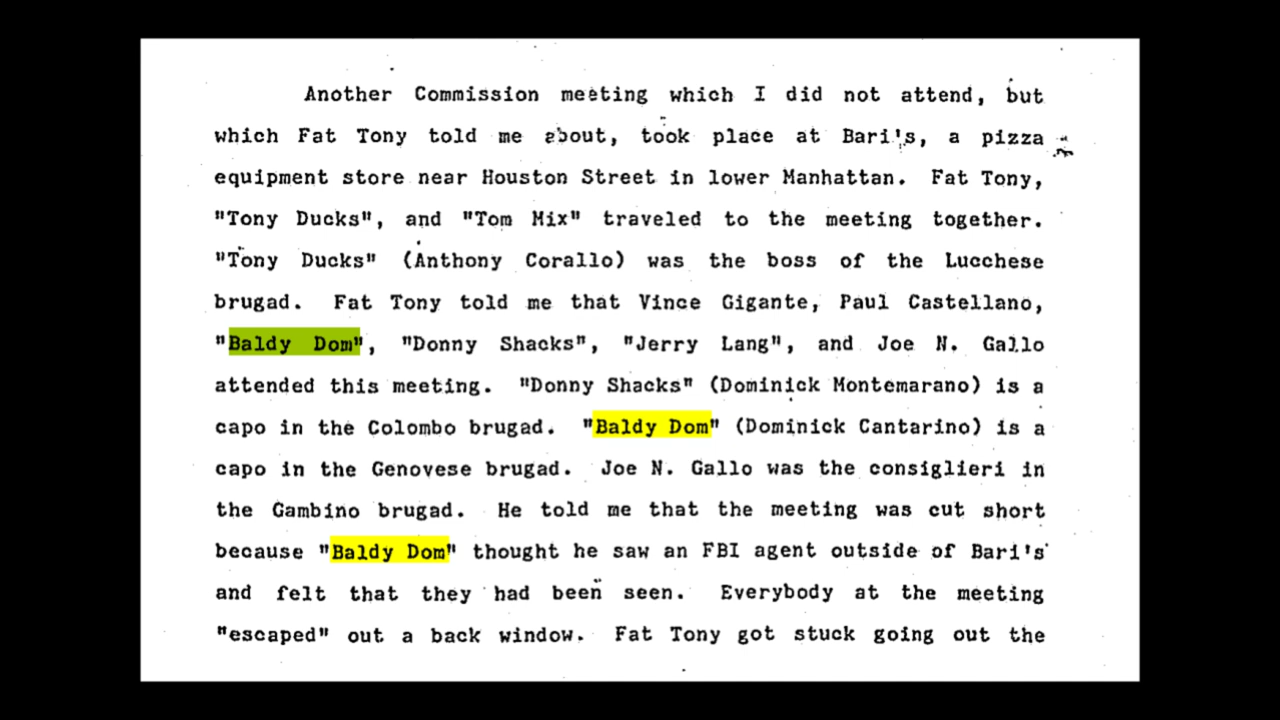 Another Commission meeting which I did not attend, but
which Fat Tony told me about, took place at Bari's, a pizza
equipment store near Houston Street in lower Manhattan. Fat Tony,
"Tony Ducks", and "Tom Mix" traveled to the meeting together.
"Tony Ducks" (Anthony Corallo) was the boss of the Lucchese
brugad. Fat Tony told me that Vince Gigante, Paul Castellano,
"Baldy Dom", "Donny Shacks", "Jerry Lang", and Joe N. Gallo
attended this meeting. "Donny Shacks" (Dominick Montemarano) is a
capo in the Colombo brugad. "Baldy Dom" (Dominick Cantarino) is a
capo in the Genovese brugad. Joe N. Gallo was the consiglieri in
the Gambino brugad. He told me that the meeting was cut short
because "Baldy Dom" thought he saw an FBI agent outside of Bari's
and felt that they had been seen. Everybody at the meeting
"escaped" out a back window. Fat Tony got stuck going out the